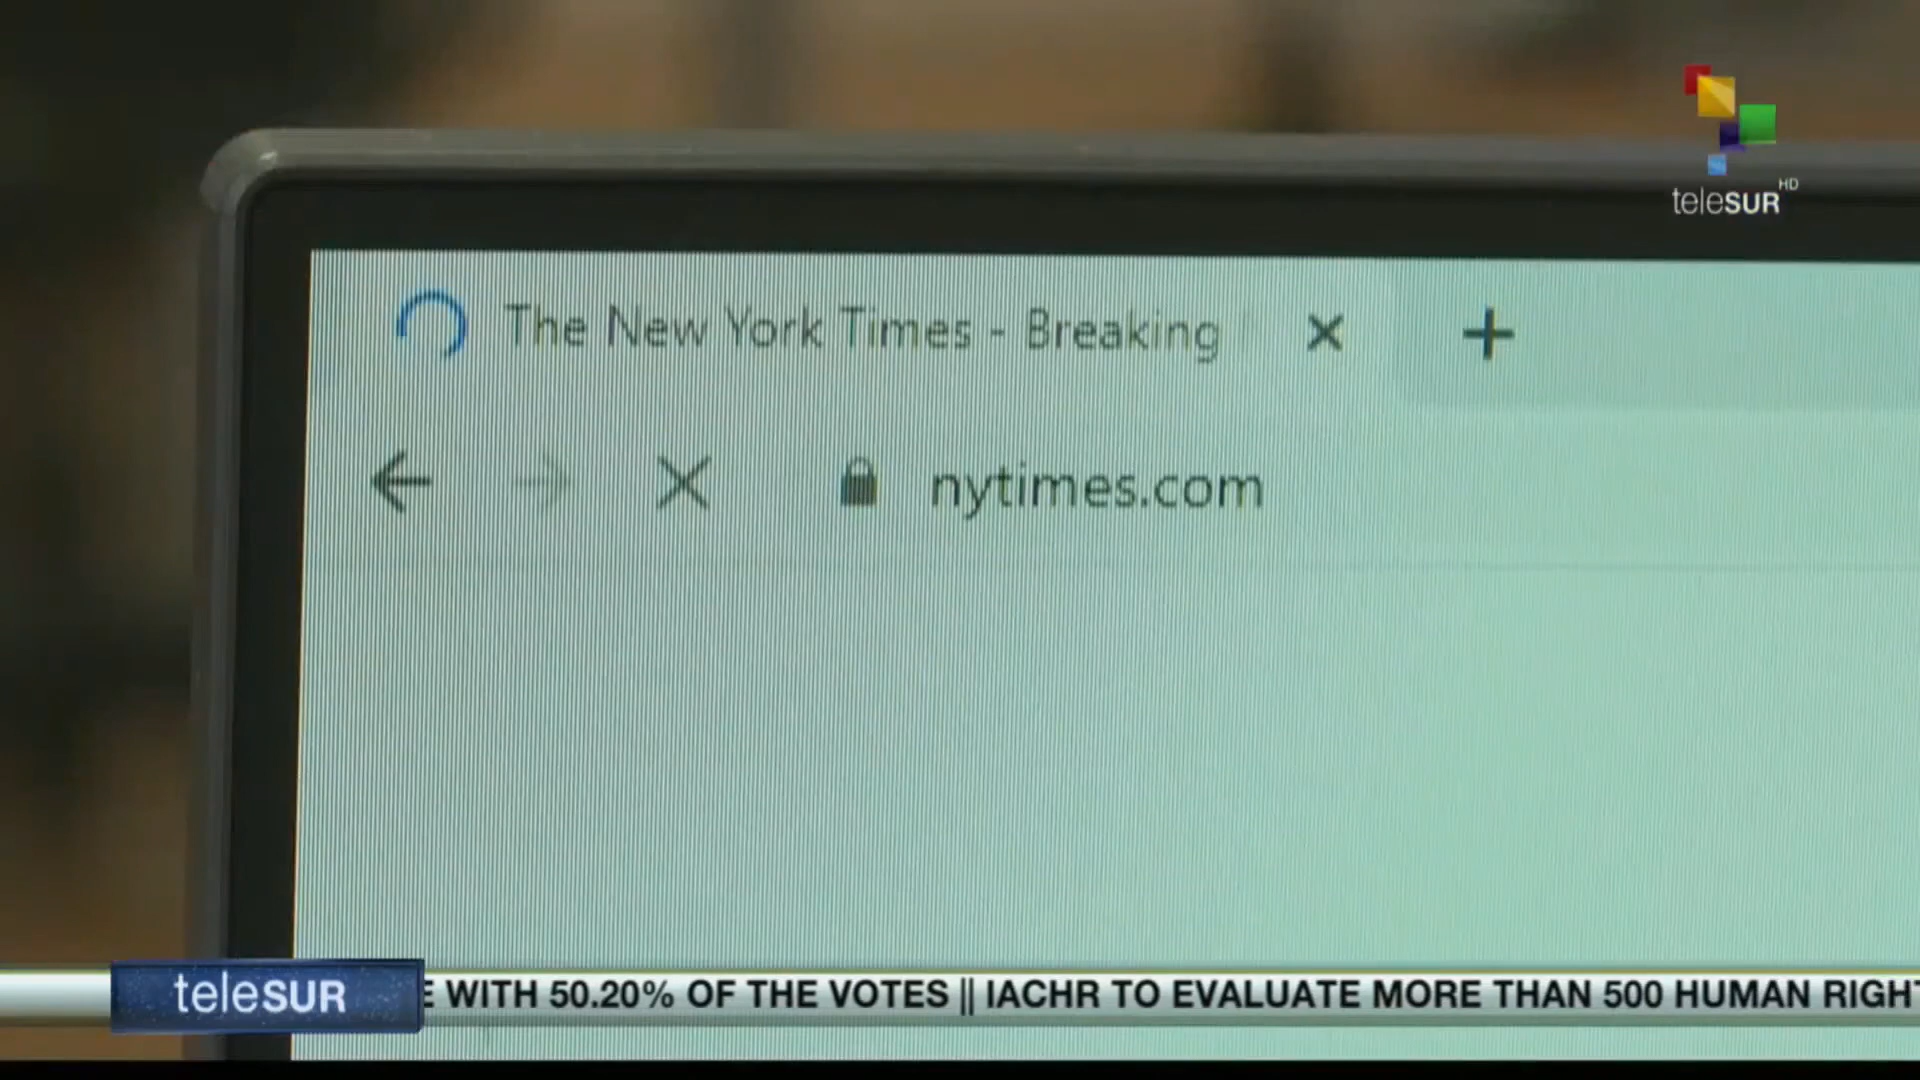 HD
teleSUR
The New York Times - Breaking
nytimes.com
teleSUR
E WITH 50.20% OF THE VOTES || IACHR TO EVALUATE MORE THAN 500 HUMAN RIGHT